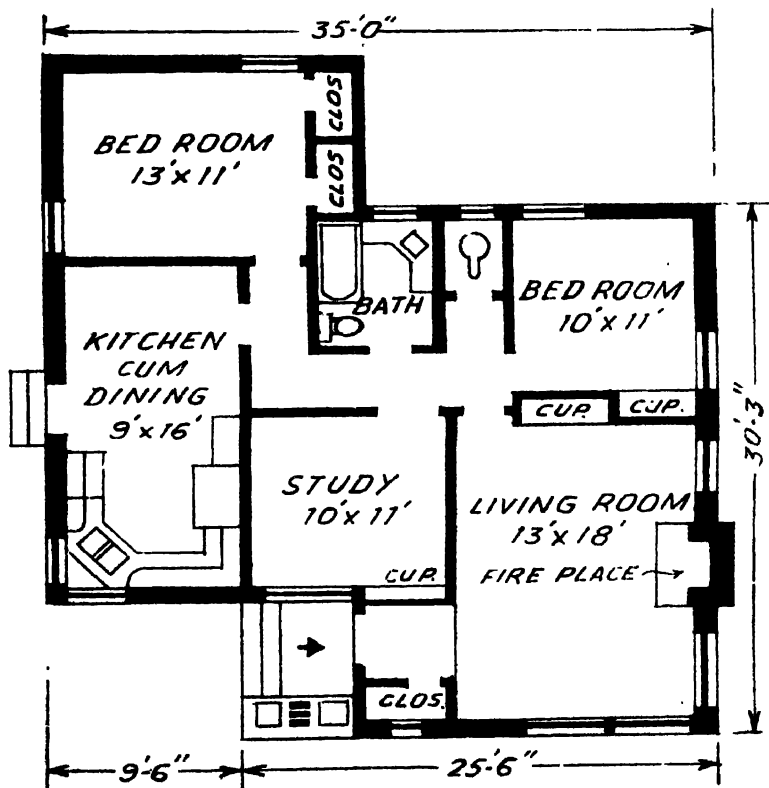 35'-0"
CLOS
BED ROOM
13'x 11'
CLOS
BATH
BED ROOM
10'x 11'
KITCHEN
CUM
DINING
9'x 16'
CUP.
CUP.
30'-3"
STUDY
10'x 11'
LIVING ROOM
13'x 18'
CUP.
FIRE PLACE
CLOS.
9'-6"
25'-6"